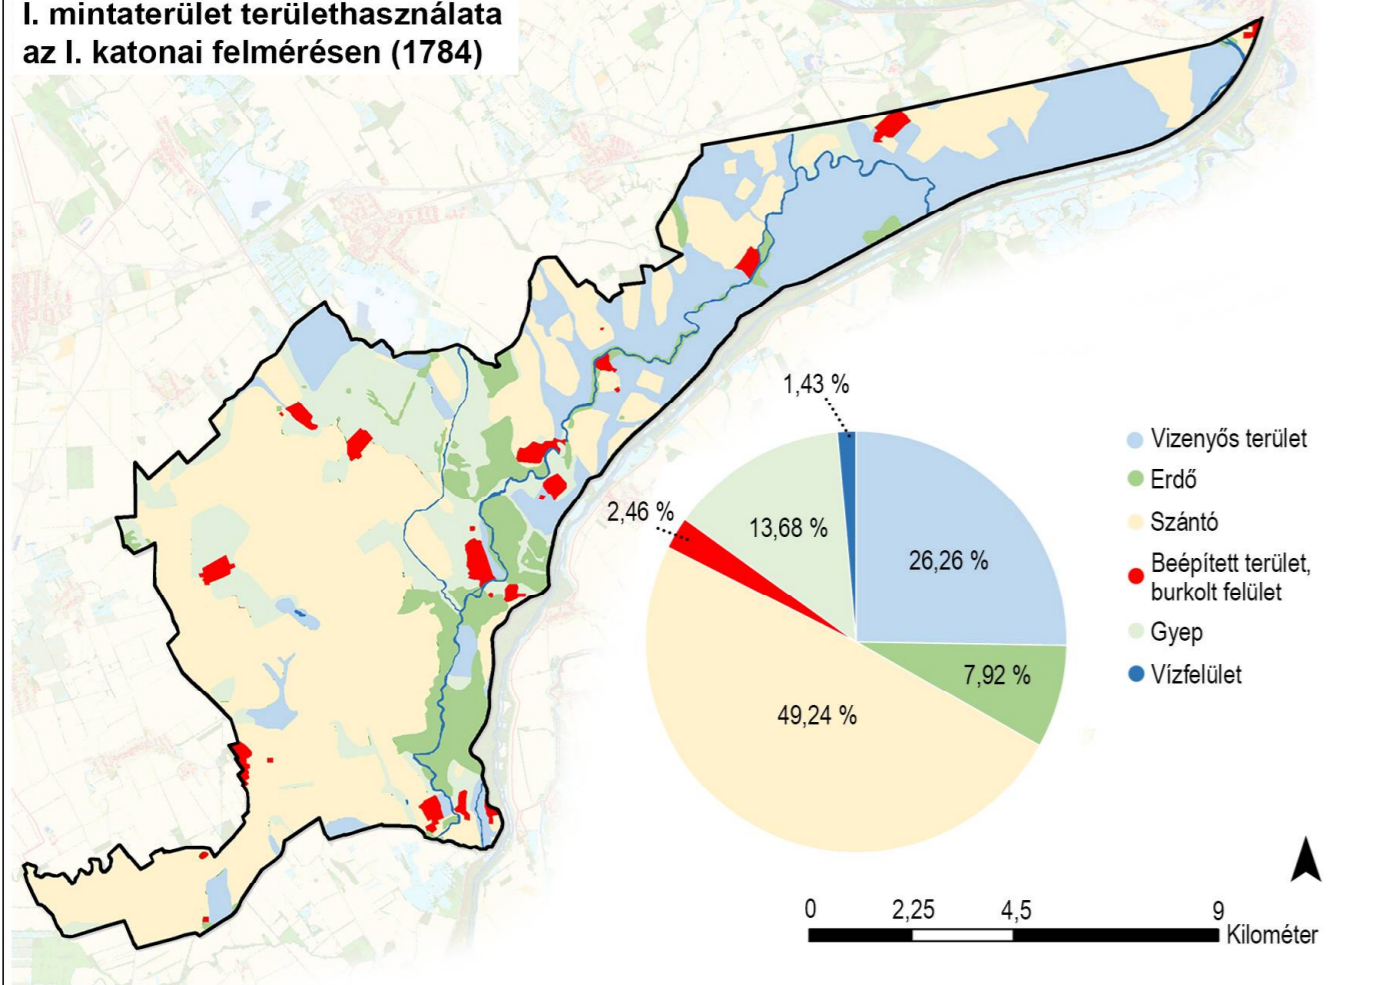 I. mintaterület területhasználata
az I. katonai felmérésen (1784)
1,43 %
2,46 %
13,68 %
26,26 %
7,92 %
49,24 %
Vizenyős terület
Erdő
Szántó
Beépített terület,
burkolt felület
Gyep
Vízfelület
0 2,25 4,5 9
Kilométer